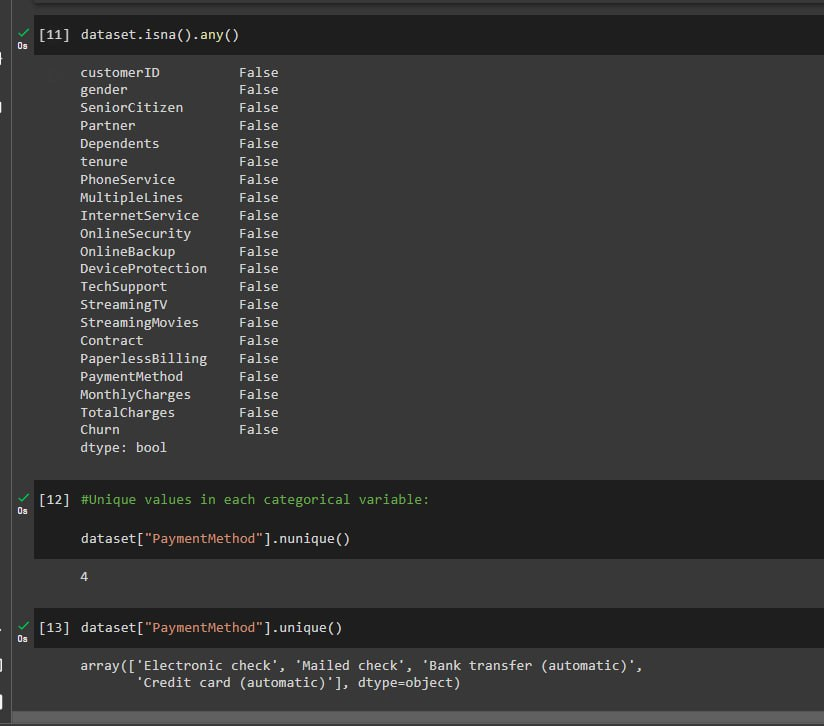 [11] dataset.isna().any()
0s
customerID False
gender False
SeniorCitizen False
Partner False
Dependents False
tenure False
PhoneService False
MultipleLines False
InternetService False
OnlineSecurity False
OnlineBackup False
DeviceProtection False
TechSupport False
StreamingTV False
StreamingMovies False
Contract False
PaperlessBilling False
PaymentMethod False
MonthlyCharges False
TotalCharges False
Churn False
dtype: bool
[12] #Unique values in each categorical variable:
0s
dataset["PaymentMethod"].nunique()
4
[13] dataset["PaymentMethod"].unique()
0s
array(['Electronic check', 'Mailed check', 'Bank transfer (automatic)',
'Credit card (automatic)'], dtype=object)